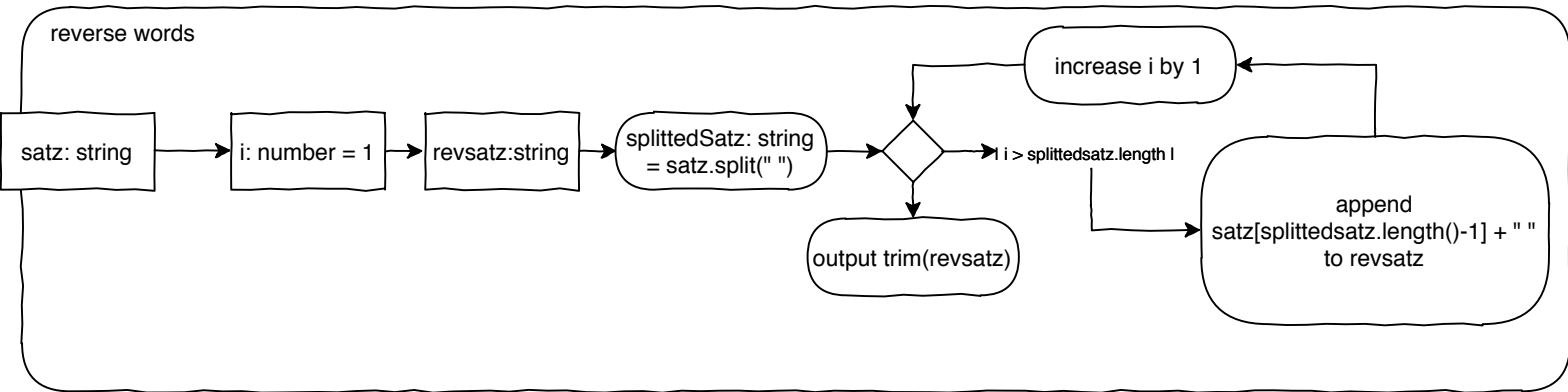 reverse words
satz: string
i: number = 1
revsatz:string
splittedSatz: string
= satz.split(" ")
| i > splittedsatz.length |
increase i by 1
append
satz[splittedsatz.length()-1] + " "
to revsatz
output trim(revsatz)